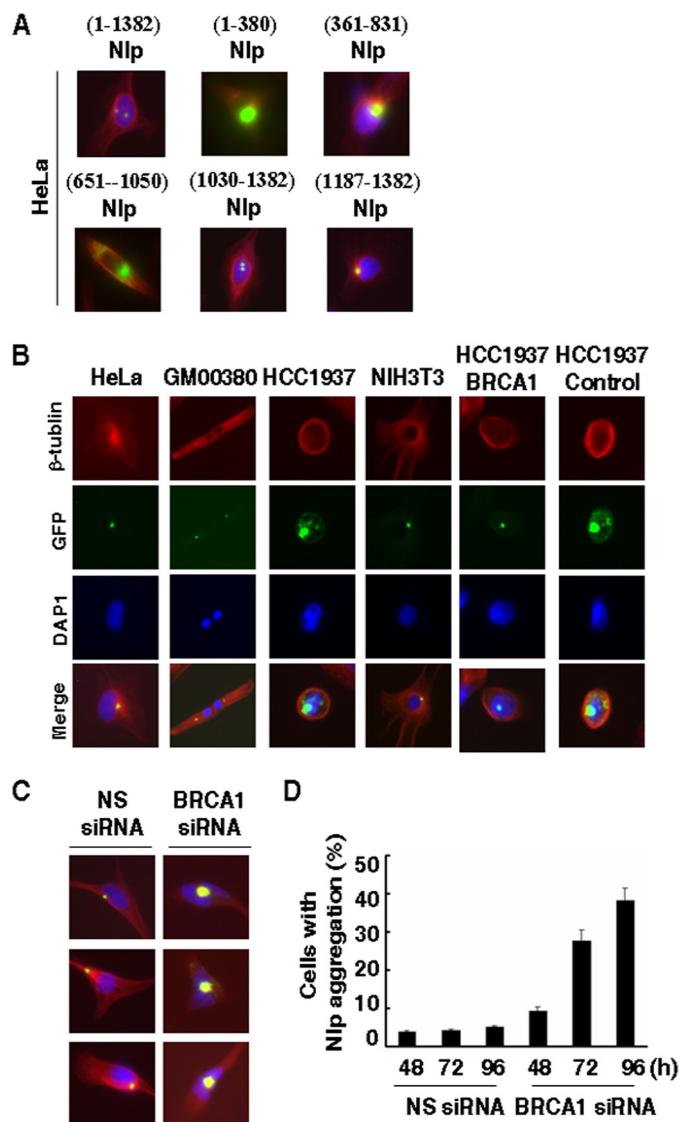 A
(1-1382) (1-380) (361-831)
Nlp Nlp Nlp
HeLa
(651--1050) (1030-1382) (1187-1382)
Nlp Nlp Nlp
B
HCC1937 HCC1937
HeLa GM00380 HCC1937 NIH3T3 BRCA1 Control
β-tublin
GFP
DAP1
Merge
C
NS BRCA1
siRNA siRNA
D
Cells with
Nlp aggregation (%)
50
40
30
20
10
0
48 72 96 48 72 96 (h)
NS siRNA BRCA1 siRNA